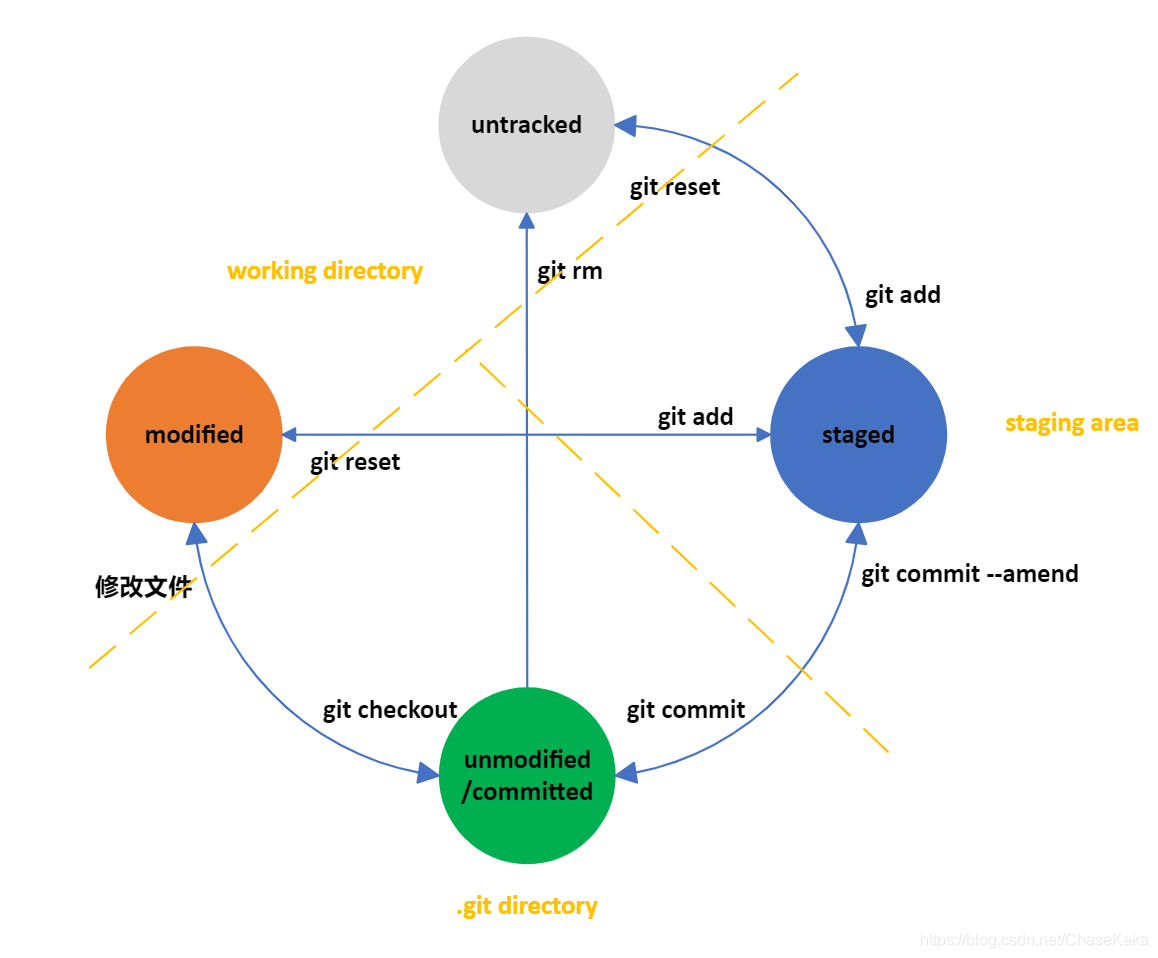 untracked
git reset
working directory
git rm
git add
modified
git add
staged
staging area
git reset
修改文件
git commit --amend
git checkout
git commit
unmodified
/committed
.git directory
https://blog.csdn.net/ChaseKaka